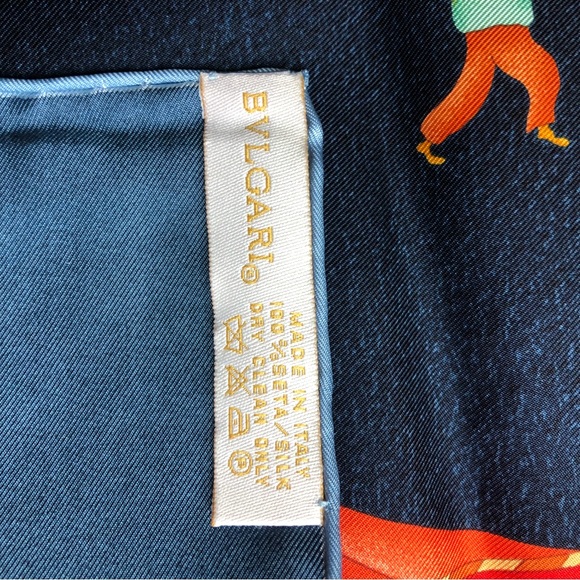 BVLGARI®
MADE IN ITALY
100%SETA/SILK
DRY CLEAN ONLY
P